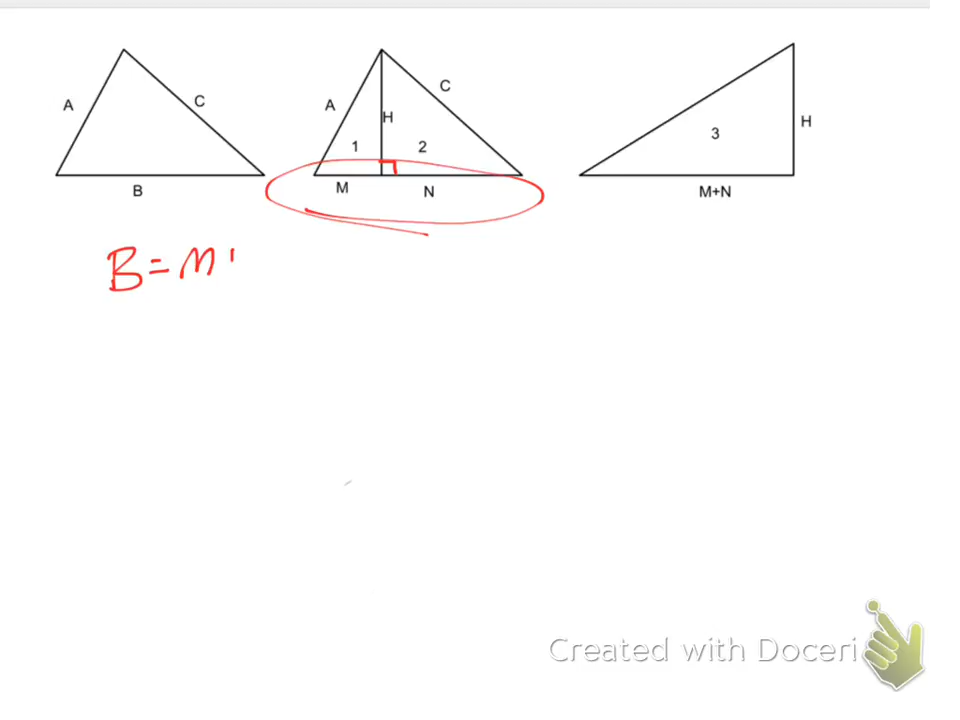 A C B
A H C 1 2 M N
3 H M+N
B=M
Created with Doceri